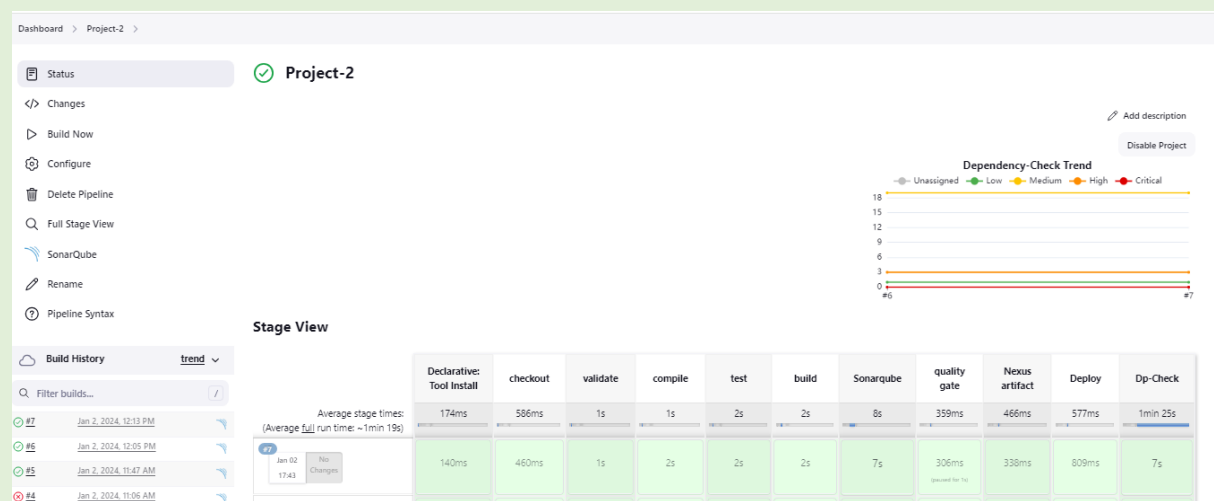 Dashboard > Project-2 >
Status
Changes
Build Now
Configure
Delete Pipeline
Full Stage View
SonarQube
Rename
Pipeline Syntax
Build History trend
Filter builds... /
#7 Jan 2, 2024, 12:13 PM
#6 Jan 2, 2024, 12:05 PM
#5 Jan 2, 2024, 11:47 AM
#4 Jan 2, 2024, 11:06 AM
Project-2
Add description
Disable Project
Dependency-Check Trend
Unassigned Low Medium High Critical
18
15
12
9
6
3
0
#6 #7
Stage View
Declarative: Tool Install checkout validate compile test build Sonarqube quality gate Nexus artifact Deploy Dp-Check
Average stage times: 174ms 586ms 1s 1s 2s 2s 8s 359ms 466ms 577ms 1min 25s
(Average full run time: ~1min 19s)
#7
Jan 02 No Changes
17:43
140ms 460ms 1s 2s 2s 2s 7s 306ms 338ms 809ms 7s
(paused for 1s)